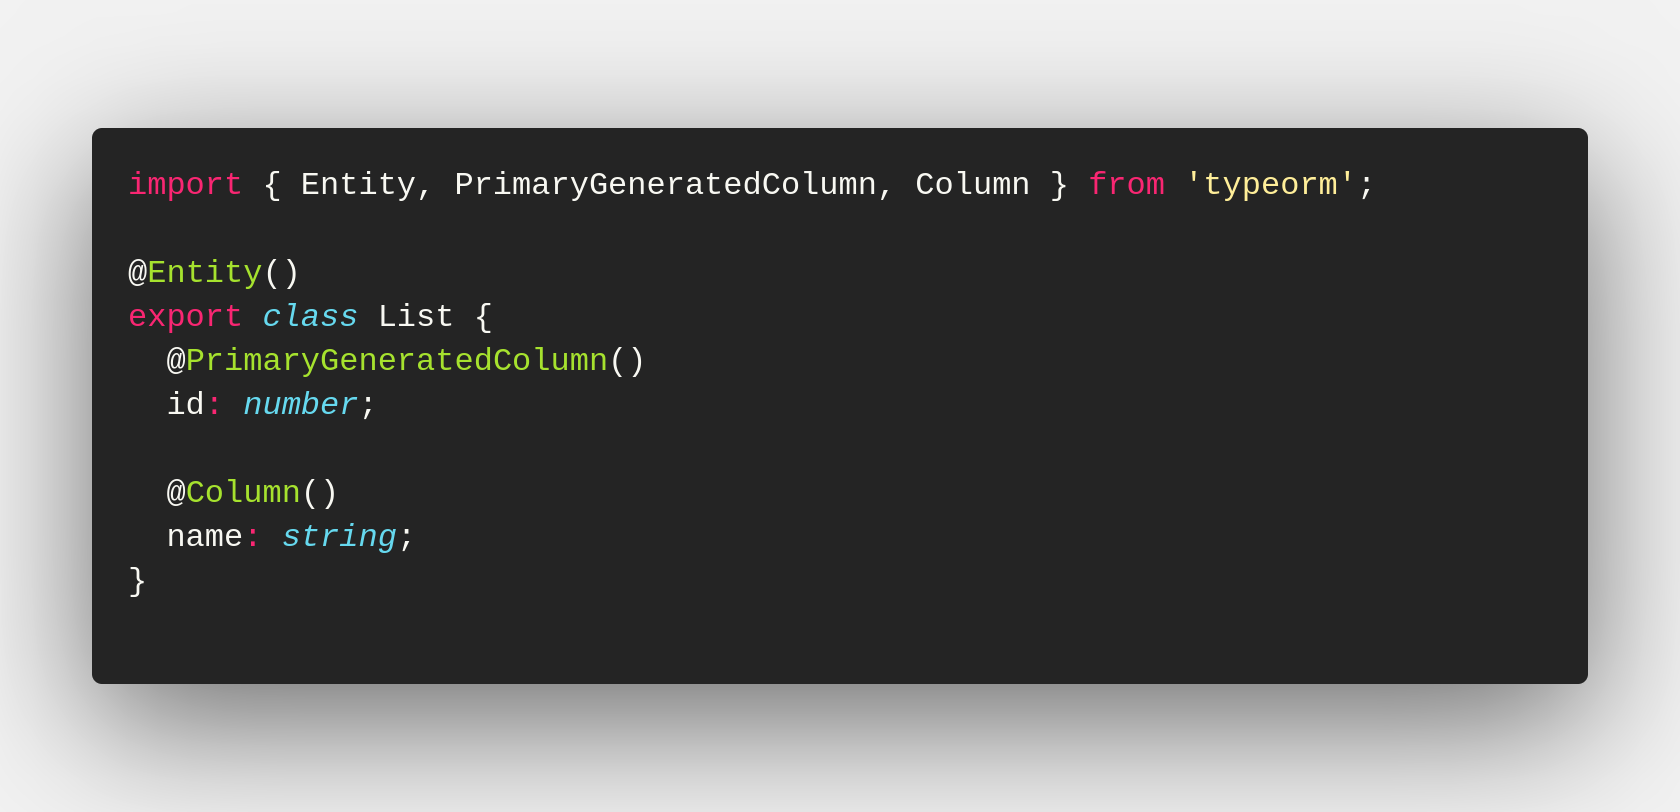 import { Entity, PrimaryGeneratedColumn, Column } from 'typeorm';

@Entity()
export class List {
  @PrimaryGeneratedColumn()
  id: number;

  @Column()
  name: string;
}